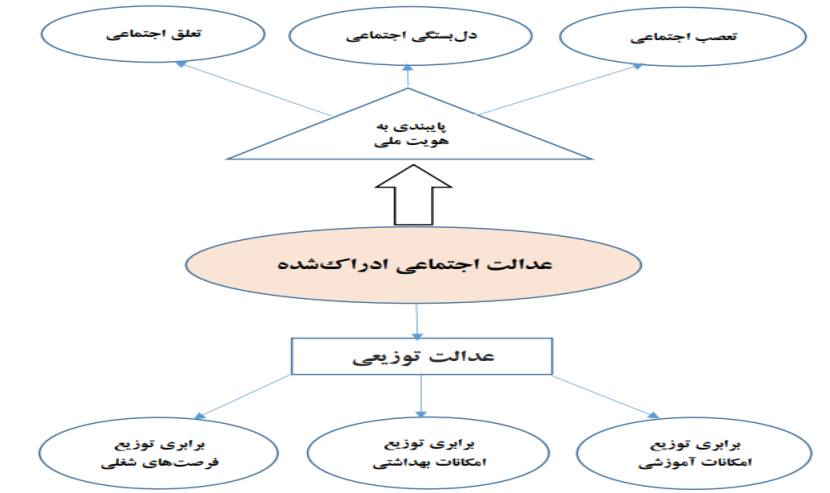 تعصب اجتماعی
دل‌بستگی اجتماعی
تعلق اجتماعی
پایبندی به
هویت ملی
عدالت اجتماعی ادراک‌شده
عدالت توزیعی
برابری توزیع
امکانات آموزشی
برابری توزیع
امکانات بهداشتی
برابری توزیع
فرصت‌های شغلی